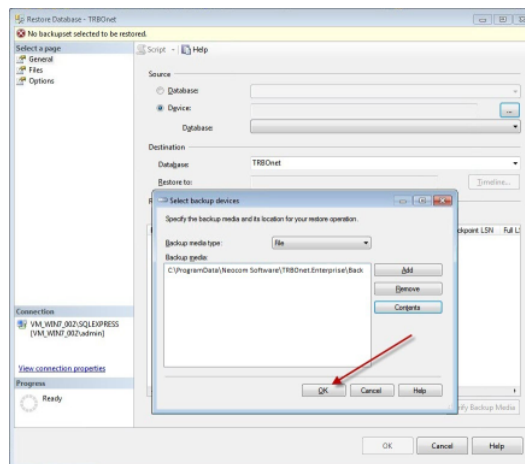 Restore Database - TRBOnet
No backupset selected to be restored.
Select a page
General
Files
Options
Script
Help
Source
Database:
Device:
Database:
Destination
Database:
TRBOnet
Restore to:
Timeline...
Select backup devices
Specify the backup media and its location for your restore operation.
Backup media type:
File
Backup media:
C:\ProgramData\Neocom Software\TRBOnet.Enterprise\Back
Add
Remove
Contents
OK
Cancel
Help
Checkpoint LSN
Full LS
Connection
VM_WIN7_002\SQLEXPRESS
[VM_WIN7_002\admin]
View connection properties
Progress
Ready
Verify Backup Media
OK
Cancel
Help